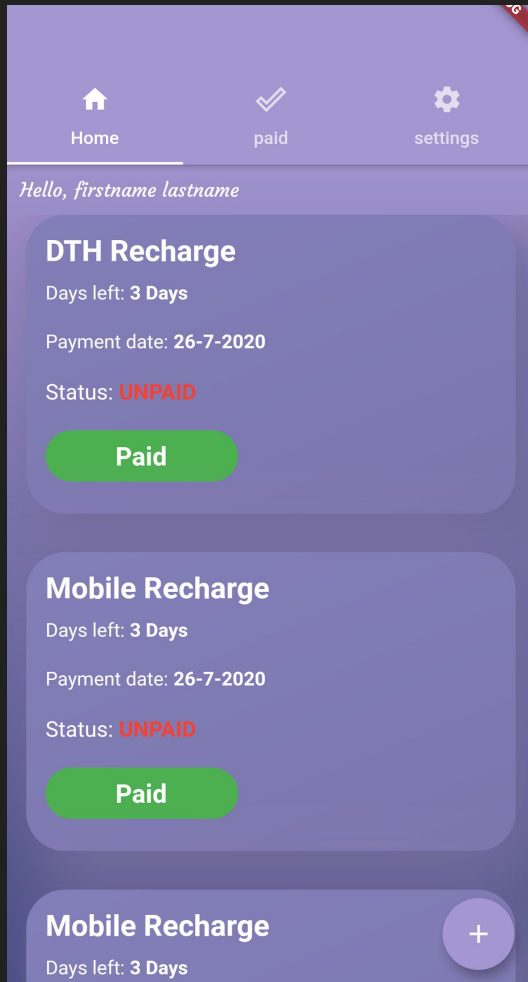 Home
paid
settings
Hello, firstname lastname
DTH Recharge
Days left: 3 Days
Payment date: 26-7-2020
Status: UNPAID
Paid
Mobile Recharge
Days left: 3 Days
Payment date: 26-7-2020
Status: UNPAID
Paid
Mobile Recharge
Days left: 3 Days